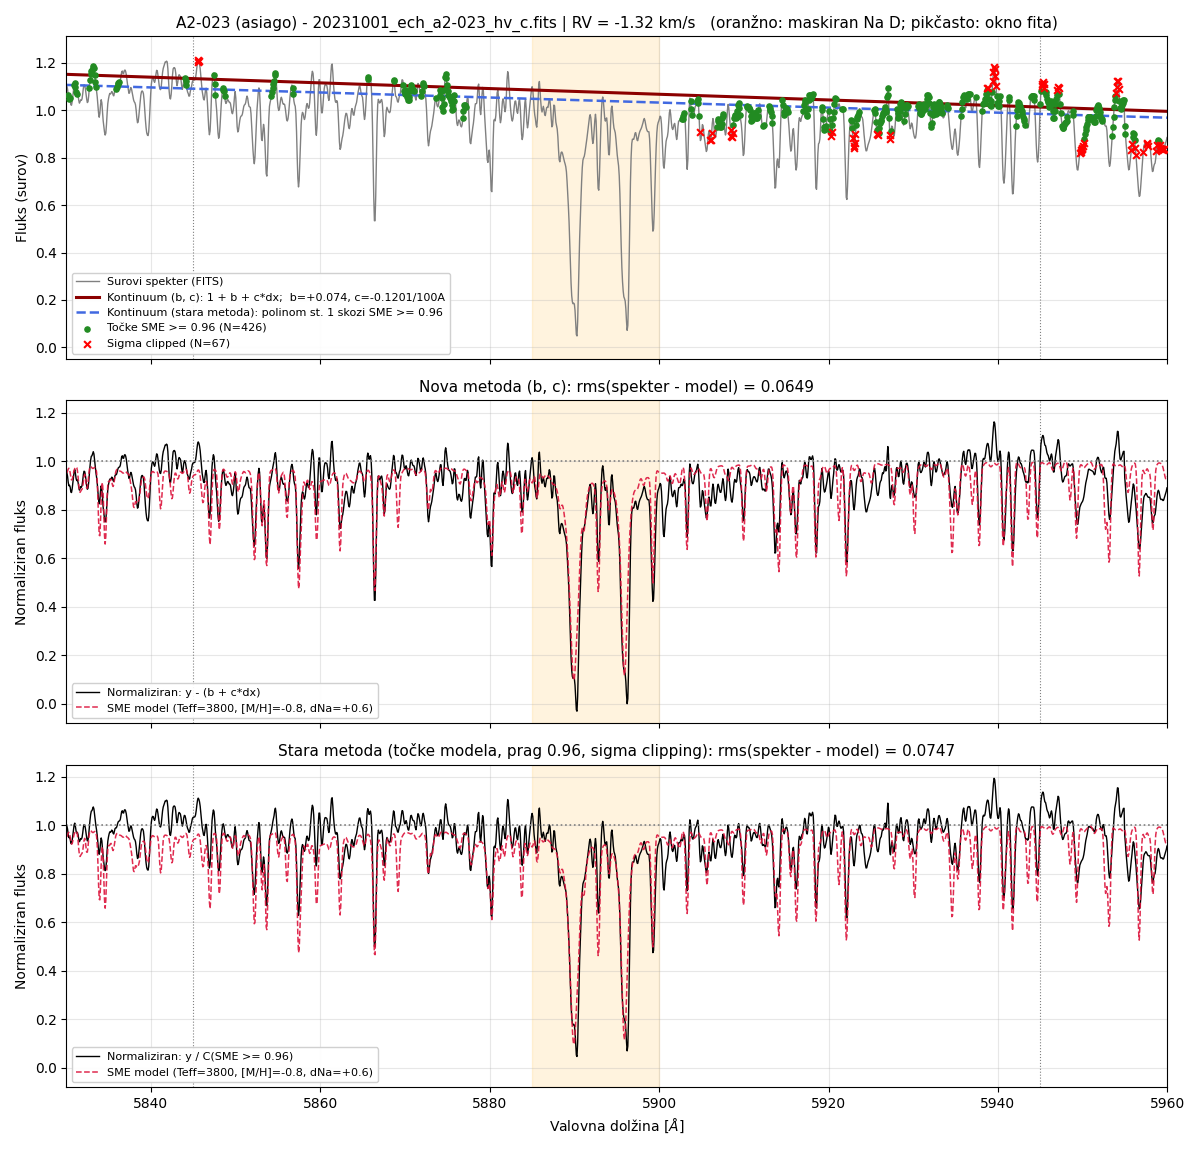 A2-023 (asiago) - 20231001_ech_a2-023_hv_c.fits | RV = -1.32 km/s   (oranžno: maskiran Na D; pikčasto: okno fita)
1.2
1.0
0.8
0.6
0.4
0.2
0.0
Fluks (surov)
Surovi spekter (FITS)
Kontinuum (b, c): 1 + b + c*dx;  b=+0.074, c=-0.1201/100A
Kontinuum (stara metoda): polinom st. 1 skozi SME >= 0.96
Točke SME >= 0.96 (N=426)
Sigma clipped (N=67)
Nova metoda (b, c): rms(spekter - model) = 0.0649
1.2
1.0
0.8
0.6
0.4
0.2
0.0
Normaliziran fluks
Normaliziran: y - (b + c*dx)
SME model (Teff=3800, [M/H]=-0.8, dNa=+0.6)
Stara metoda (točke modela, prag 0.96, sigma clipping): rms(spekter - model) = 0.0747
1.2
1.0
0.8
0.6
0.4
0.2
0.0
Normaliziran fluks
Normaliziran: y / C(SME >= 0.96)
SME model (Teff=3800, [M/H]=-0.8, dNa=+0.6)
5840 5860 5880 5900 5920 5940 5960
Valovna dolžina [Å]